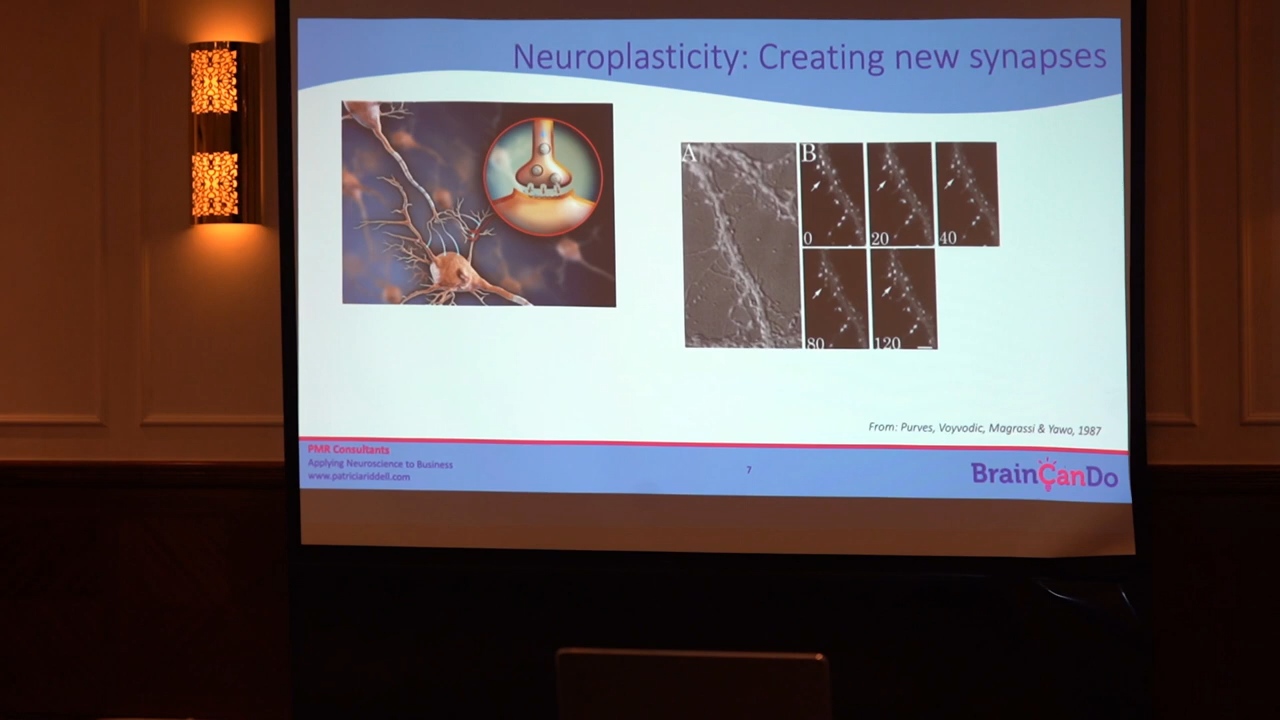 Neuroplasticity: Creating new synapses
A
B
0
20
40
80
120
From: Purves, Voyvodic, Magrassi & Yawo, 1987
PMR Consultants
Applying Neuroscience to Business
www.patriciariddell.com
7
BrainCanDo